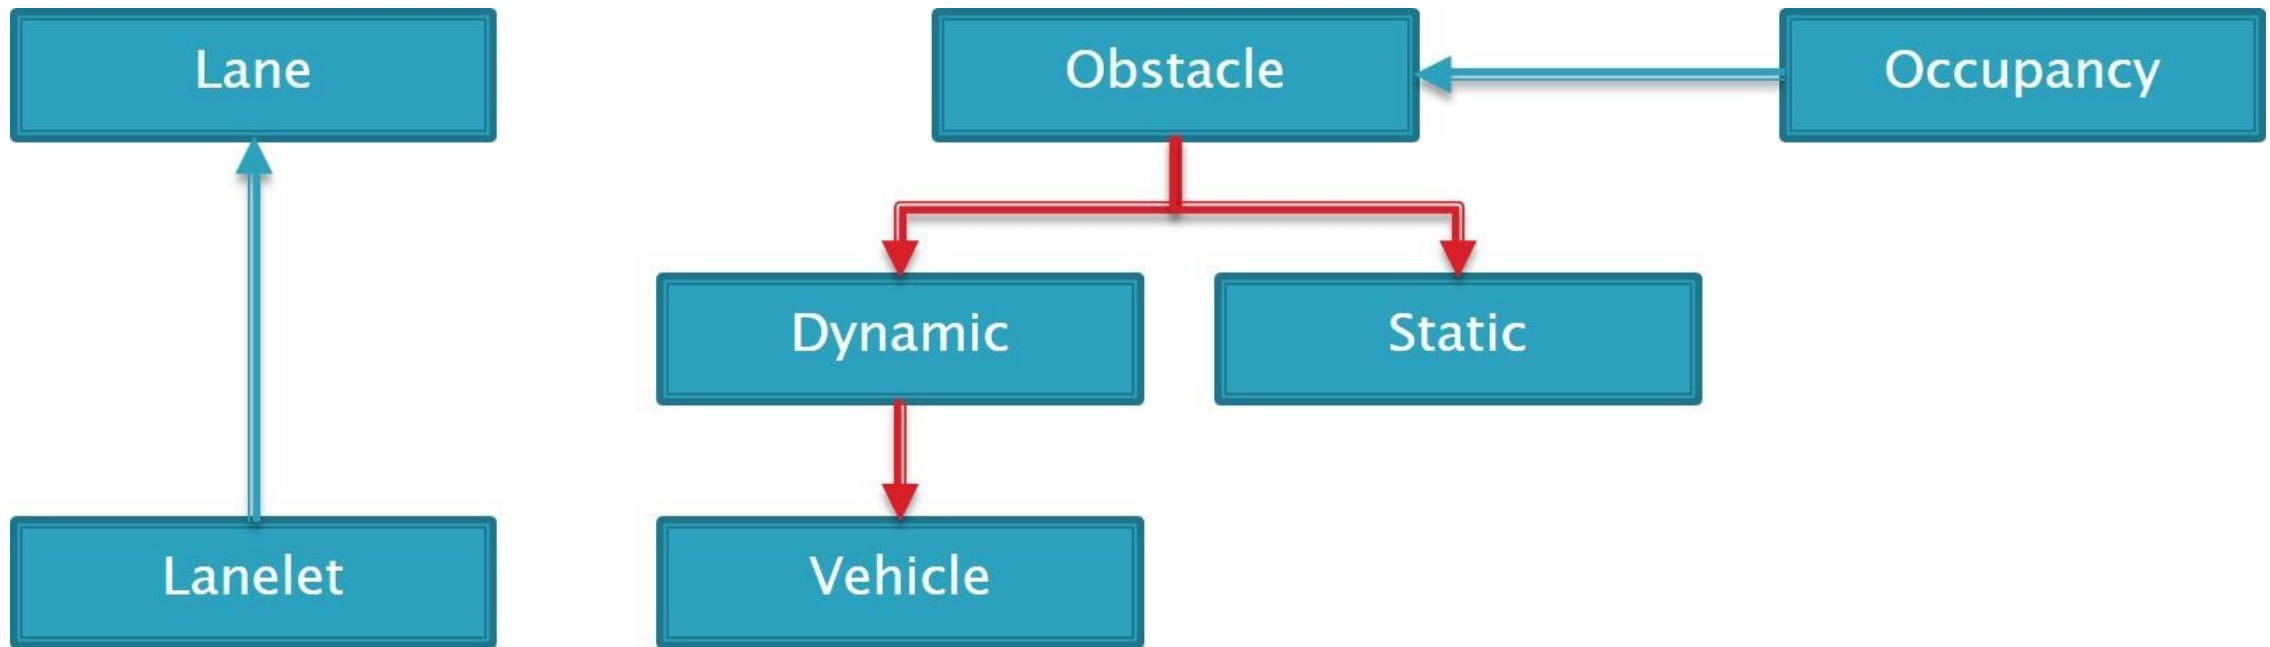 Lane
Obstacle
Occupancy
Dynamic
Static
Lanelet
Vehicle